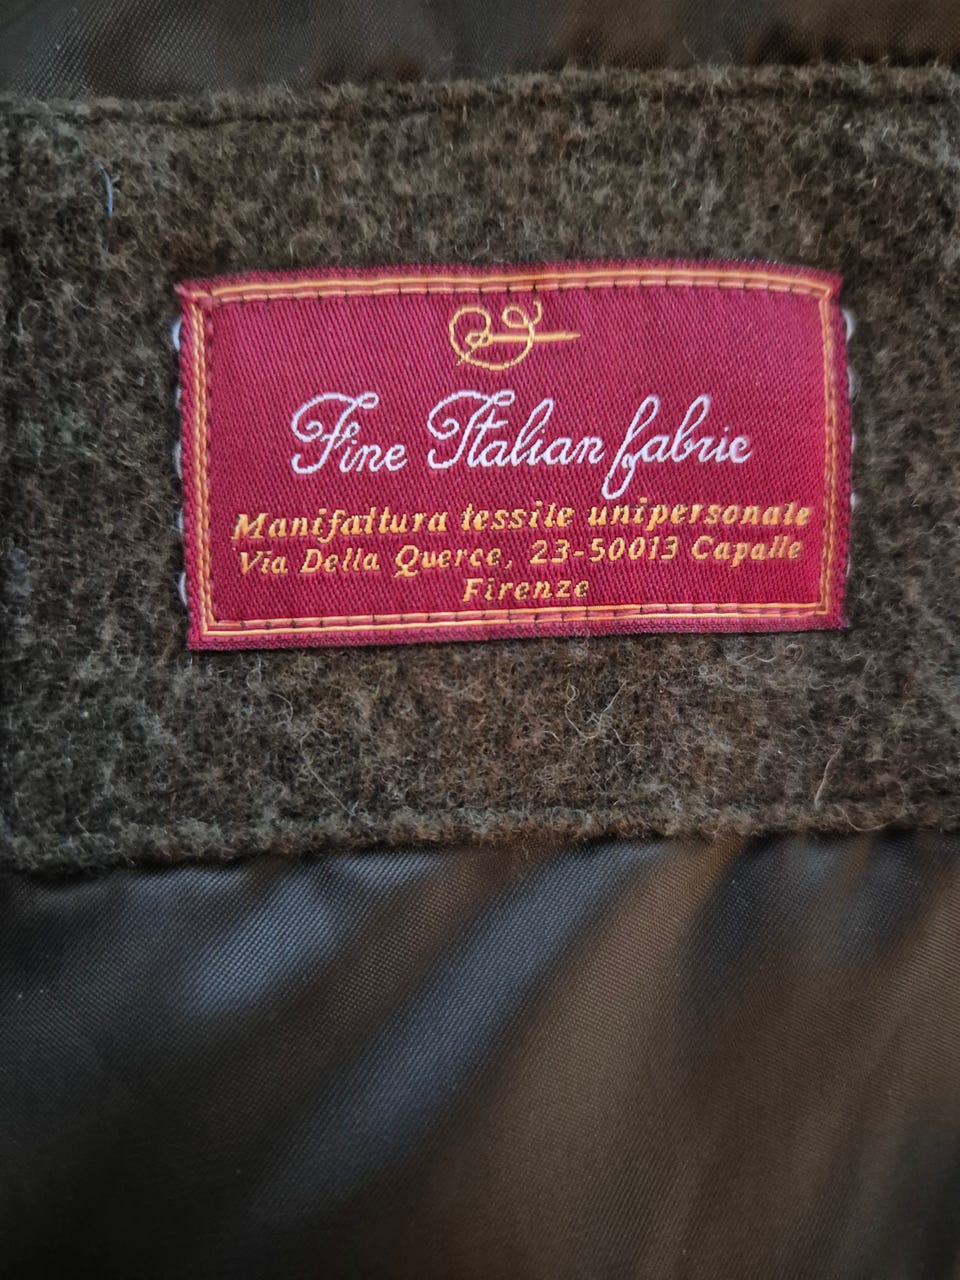 Fine Italian fabric
Manifattura tessile unipersonale
Via Della Querce, 23-50013 Capalle
Firenze